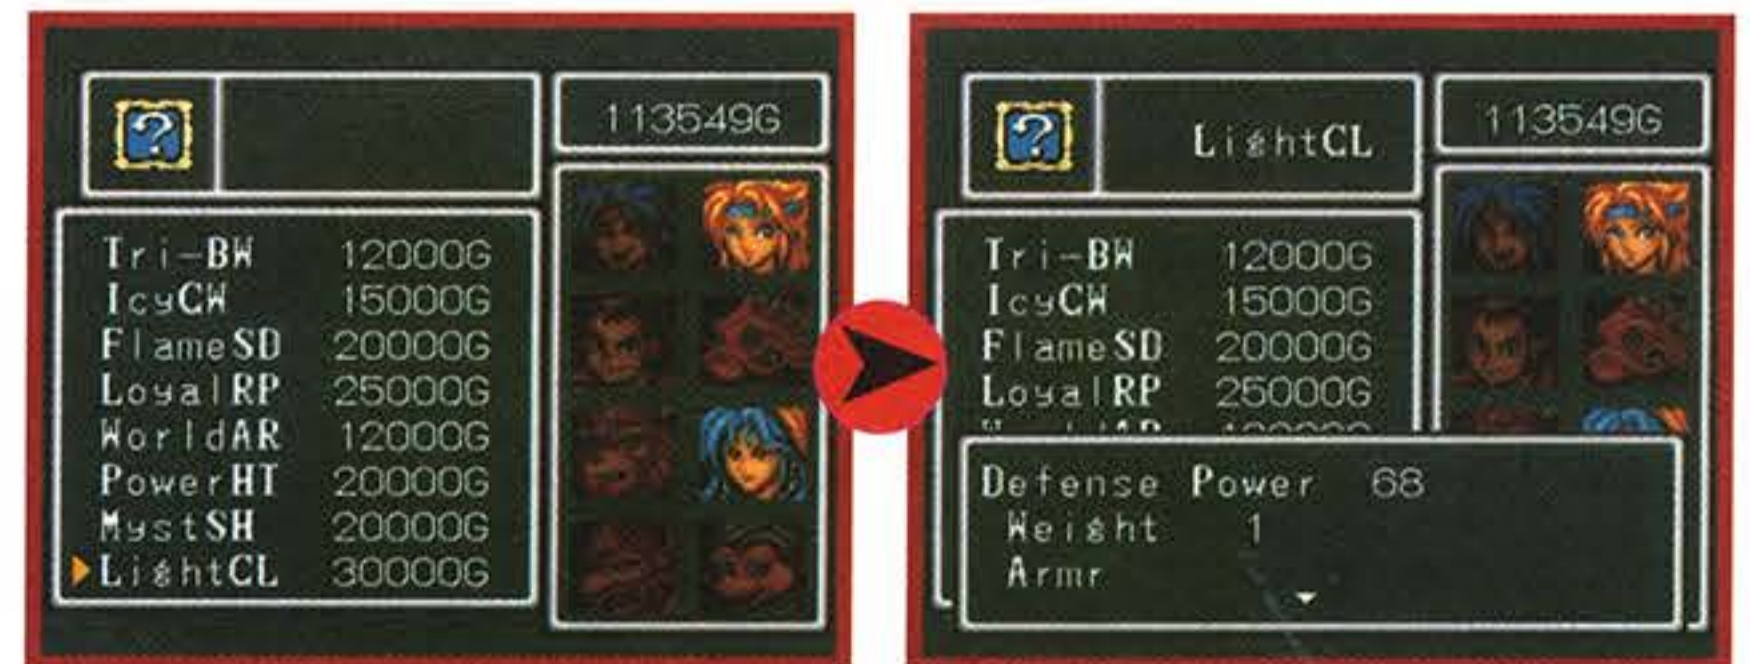 113549G
Tri-BW 12000G
IcyCW 15000G
FlameSD 20000G
LoyalRP 25000G
WorldAR 12000G
PowerHT 20000G
MystSH 20000G
LightCL 30000G
LightCL
113549G
Tri-BW 12000G
IcyCW 15000G
FlameSD 20000G
LoyalRP 25000G
Defense Power 68
Weight 1
Armr